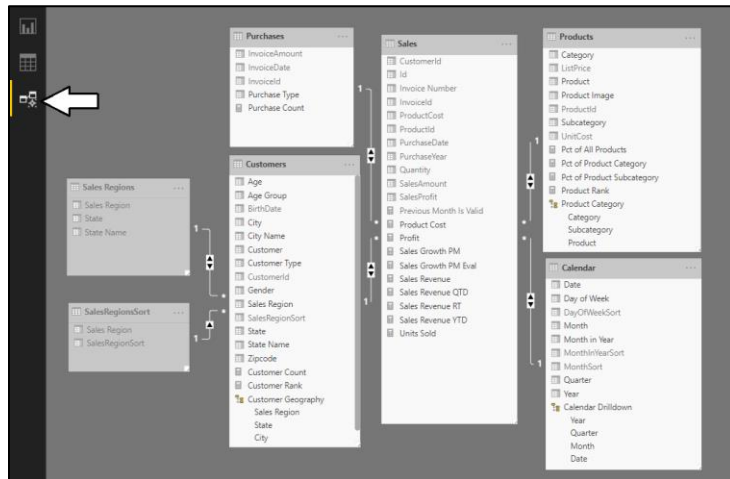 Purchases
InvoiceAmount
InvoiceDate
InvoiceId
Purchase Type
Purchase Count
Sales
CustomerId
Id
Invoice Number
InvoiceId
ProductCost
ProductId
PurchaseDate
PurchaseYear
Quantity
SalesAmount
SalesProfit
Previous Month Is Valid
Product Cost
Profit
Sales Growth PM
Sales Growth PM Eval
Sales Revenue
Sales Revenue QTD
Sales Revenue RT
Sales Revenue YTD
Units Sold
Products
Category
ListPrice
Product
Product Image
ProductId
Subcategory
UnitCost
Pct of All Products
Pct of Product Category
Pct of Product Subcategory
Product Rank
Product Category
Category
Subcategory
Product
Sales Regions
Sales Region
State
State Name
SalesRegionsSort
Sales Region
SalesRegionSort
Customers
Age
Age Group
BirthDate
City
City Name
Customer
Customer Type
CustomerId
Gender
Sales Region
SalesRegionSort
State
State Name
Zipcode
Customer Count
Customer Rank
Customer Geography
Sales Region
State
City
Calendar
Date
Day of Week
DayOfWeekSort
Month
Month in Year
MonthInYearSort
MonthSort
Quarter
Year
Calendar Drilldown
Year
Quarter
Month
Date
1
1
1
1
1
1